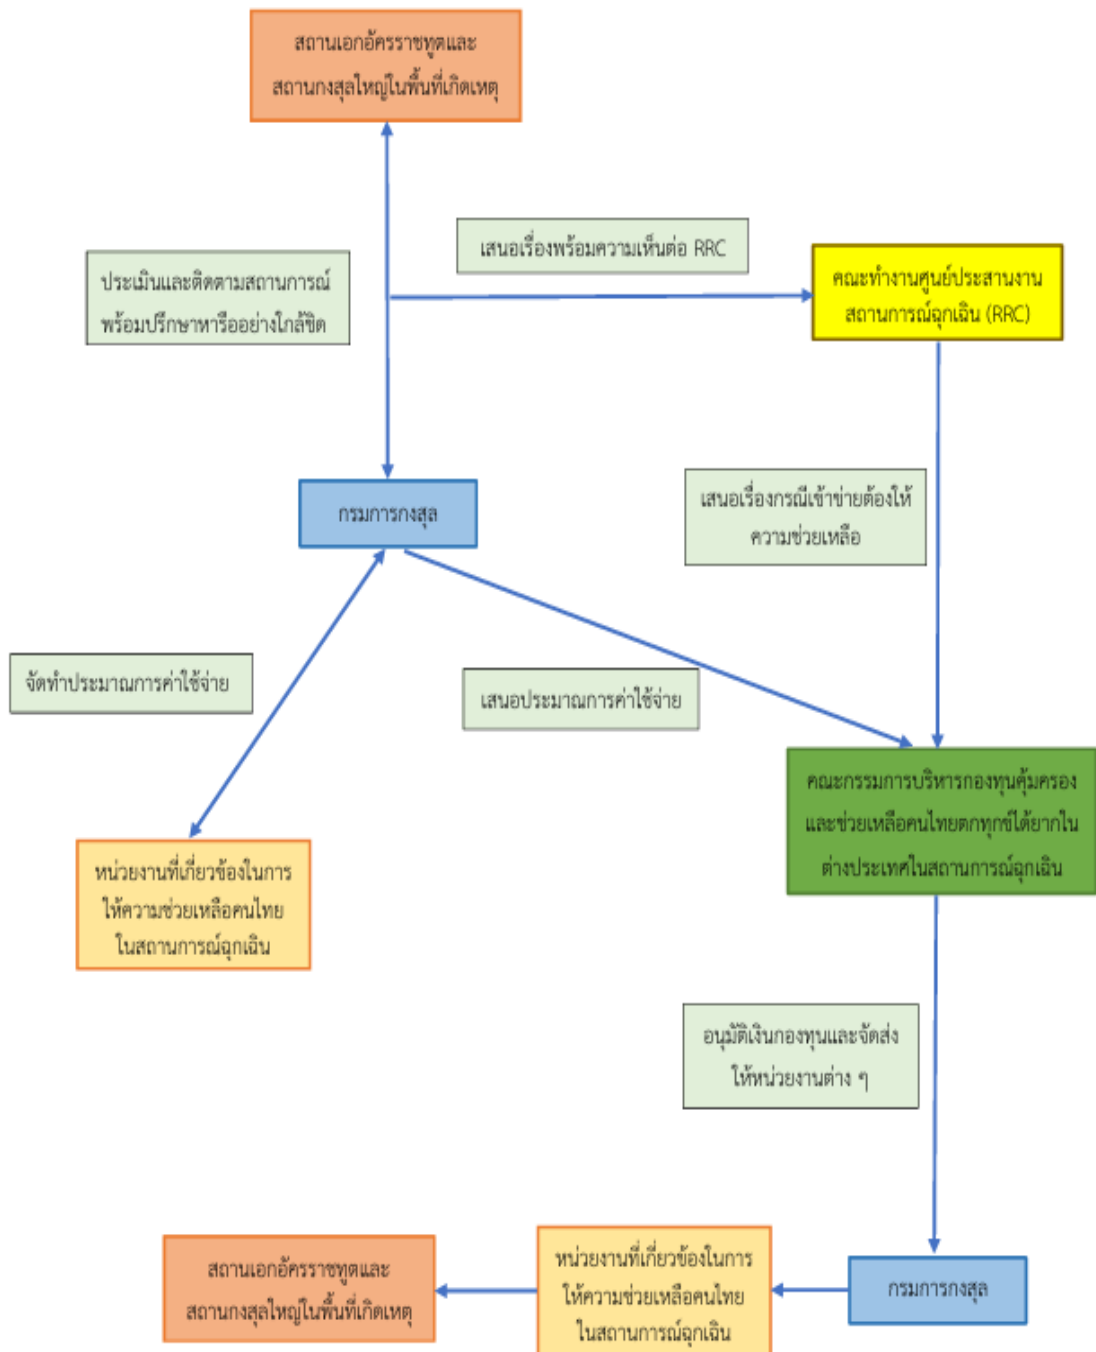 สถานเอกอัครราชทูตและ
สถานกงสุลใหญ่ในพื้นที่เกิดเหตุ
เสนอเรื่องพร้อมความเห็นต่อ RRC
ประเมินและติดตามสถานการณ์
พร้อมปรึกษาหารืออย่างใกล้ชิด
คณะทำงานศูนย์ประสานงาน
สถานการณ์ฉุกเฉิน (RRC)
กรมการกงสุล
เสนอเรื่องกรณีเข้าข่ายต้องให้
ความช่วยเหลือ
จัดทำประมาณการค่าใช้จ่าย
เสนอประมาณการค่าใช้จ่าย
คณะกรรมการบริหารกองทุนคุ้มครอง
และช่วยเหลือคนไทยตกทุกข์ได้ยากใน
ต่างประเทศในสถานการณ์ฉุกเฉิน
หน่วยงานที่เกี่ยวข้องในการ
ให้ความช่วยเหลือคนไทย
ในสถานการณ์ฉุกเฉิน
อนุมัติเงินกองทุนและจัดส่ง
ให้หน่วยงานต่าง ๆ
สถานเอกอัครราชทูตและ
สถานกงสุลใหญ่ในพื้นที่เกิดเหตุ
หน่วยงานที่เกี่ยวข้องในการ
ให้ความช่วยเหลือคนไทย
ในสถานการณ์ฉุกเฉิน
กรมการกงสุล